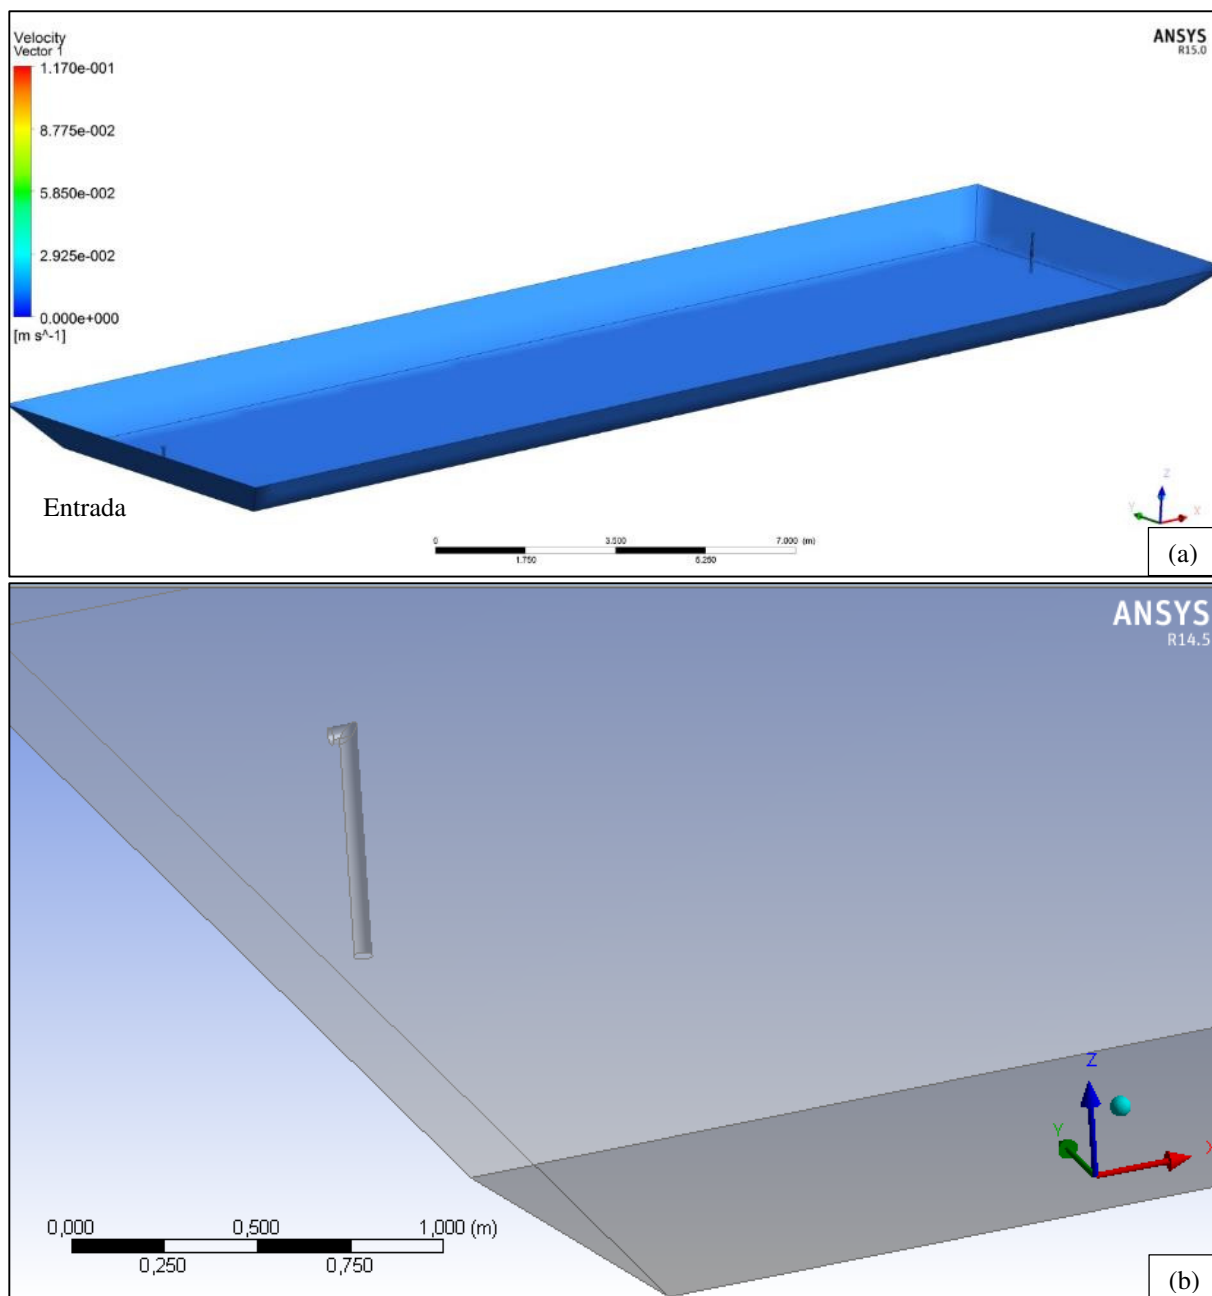 Velocity
Vector 1
ANSYS
R15.0
1.170e-001
8.775e-002
5.850e-002
2.925e-002
0.000e+000
[m s^-1]
Entrada
Z
Y
X
0
3.500
7.000 (m)
1.750
5.250
(a)
ANSYS
R14.5
Z
Y
X
0,000
0,500
1,000 (m)
0,250
0,750
(b)